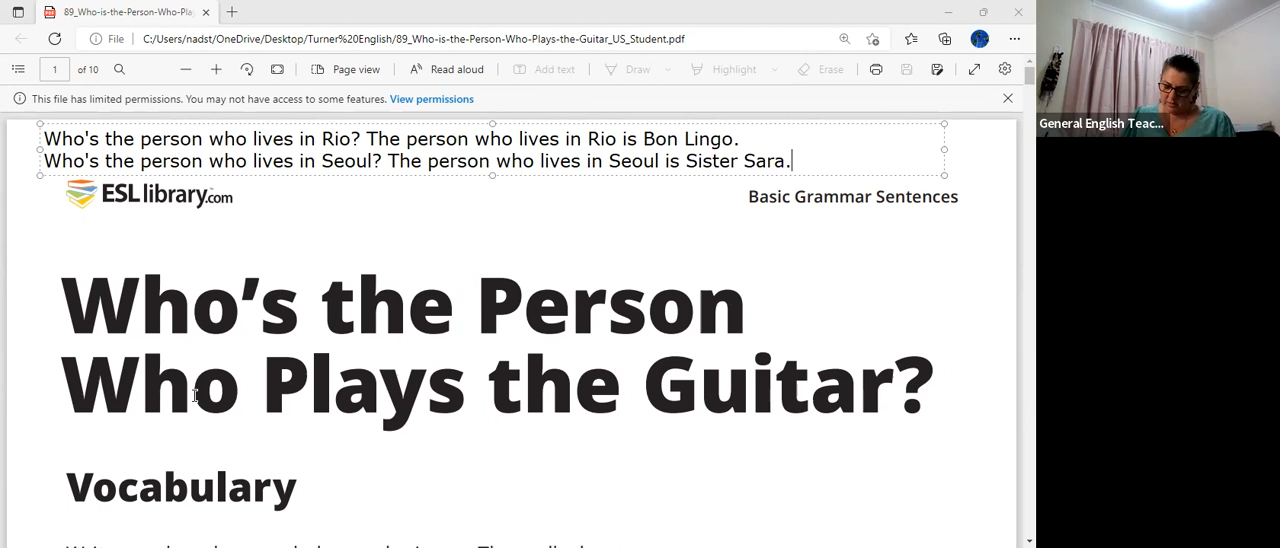 89_Who-is-the-Person-Who-Pla
File
C:/Users/nadst/OneDrive/Desktop/Turner%20English/89_Who-is-the-Person-Who-Plays-the-Guitar_US_Student.pdf
1 of 10
Page view
Read aloud
Add text
Draw
Highlight
Erase
This file has limited permissions. You may not have access to some features. View permissions
Who's the person who lives in Rio? The person who lives in Rio is Bon Lingo.
Who's the person who lives in Seoul? The person who lives in Seoul is Sister Sara.
ESL library.com
Basic Grammar Sentences
Who's the Person
Who Plays the Guitar?
Vocabulary
General English Teac...